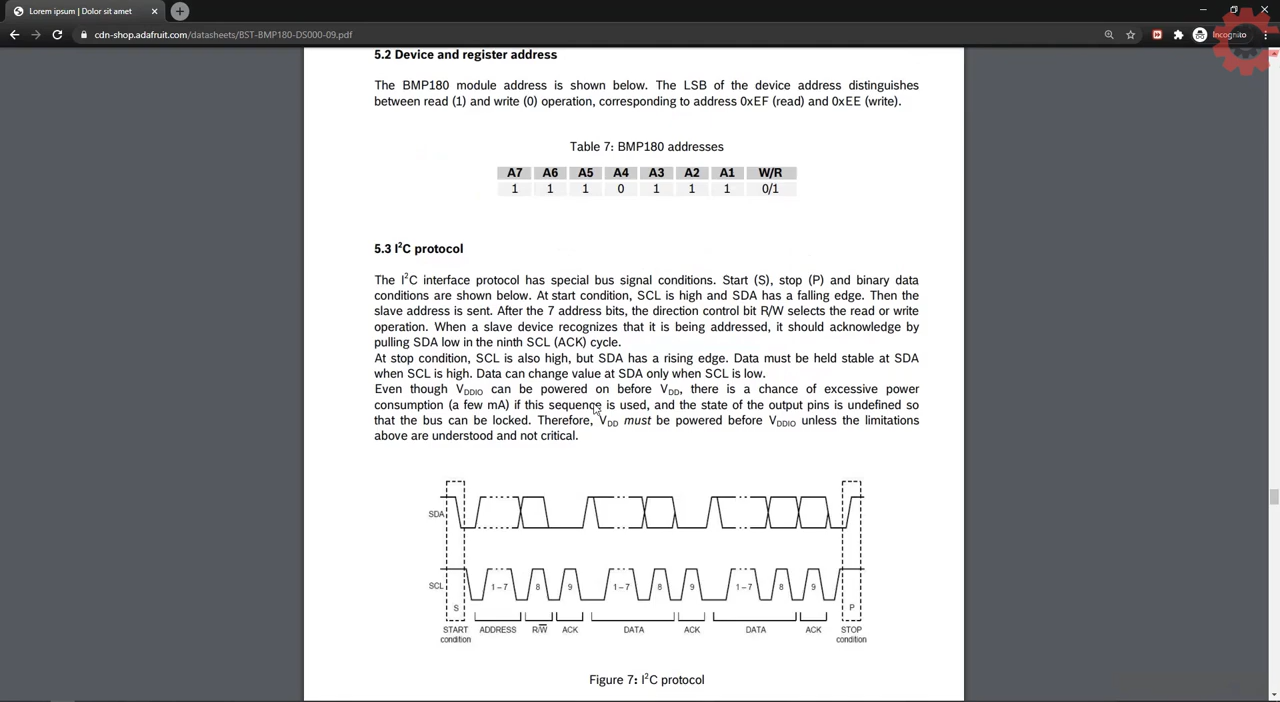 Lorem ipsum | Dolor sit amet
cdn-shop.adafruit.com/datasheets/BST-BMP180-DS000-09.pdf
Incognito
5.2 Device and register address
The BMP180 module address is shown below. The LSB of the device address distinguishes
between read (1) and write (0) operation, corresponding to address 0xEF (read) and 0xEE (write).
Table 7: BMP180 addresses
A7 A6 A5 A4 A3 A2 A1 W/R
1 1 1 0 1 1 1 0/1
5.3 I²C protocol
The I²C interface protocol has special bus signal conditions. Start (S), stop (P) and binary data
conditions are shown below. At start condition, SCL is high and SDA has a falling edge. Then the
slave address is sent. After the 7 address bits, the direction control bit R/W selects the read or write
operation. When a slave device recognizes that it is being addressed, it should acknowledge by
pulling SDA low in the ninth SCL (ACK) cycle.
At stop condition, SCL is also high, but SDA has a rising edge. Data must be held stable at SDA
when SCL is high. Data can change value at SDA only when SCL is low.
Even though VDDIO can be powered on before VDD, there is a chance of excessive power
consumption (a few mA) if this sequence is used, and the state of the output pins is undefined so
that the bus can be locked. Therefore, VDD must be powered before VDDIO unless the limitations
above are understood and not critical.
SDA
SCL 1–7 8 9 1–7 8 9 1–7 8 9
S P
START condition ADDRESS R/W ACK DATA ACK DATA ACK STOP condition
Figure 7: I²C protocol